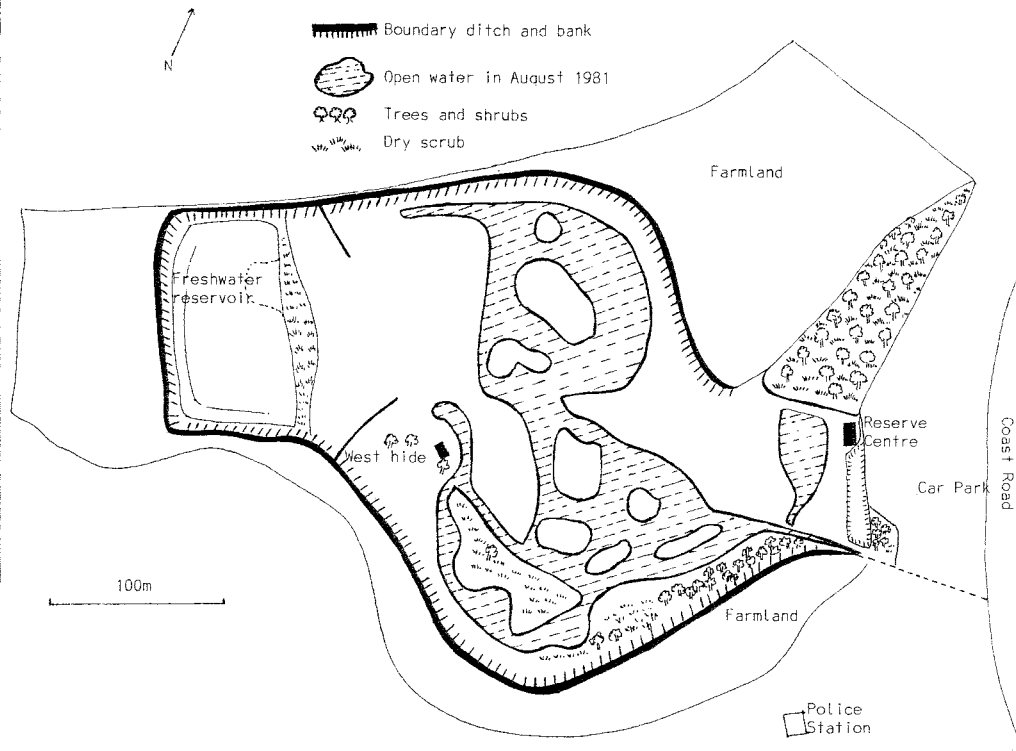 N
Boundary ditch and bank
Open water in August 1981
Trees and shrubs
Dry scrub
Farmland
Freshwater
reservoir
West hide
Reserve
Centre
Car Park
Coast Road
100m
Farmland
Police
Station